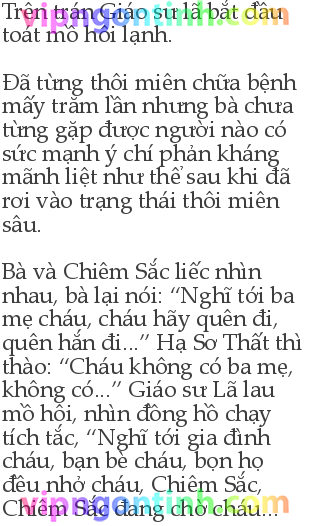 Trên trán Giáo sư lã bắt đầu
toát mồ hôi lạnh.
Đã từng thôi miên chữa bệnh
mấy trăm lần nhưng bà chưa
từng gặp được người nào có
sức mạnh ý chí phản kháng
mãnh liệt như thế sau khi đã
rơi vào trạng thái thôi miên
sâu.
Bà và Chiêm Sắc liếc nhìn
nhau, bà lại nói: “Nghĩ tới ba
mẹ cháu, cháu hãy quên đi,
quên hắn đi...” Hạ Sơ Thất thì
thào: “Cháu không có ba mẹ,
không có...” Giáo sư Lã lau
mồ hôi, nhìn đồng hồ chạy
tích tắc, “Nghĩ tới gia đình
cháu, bạn bè cháu, bọn họ
đều nhớ cháu, Chiêm Sắc,
Chiêm Sắc đang chờ cháu...
vipngontinh.com
vipngontinh.com